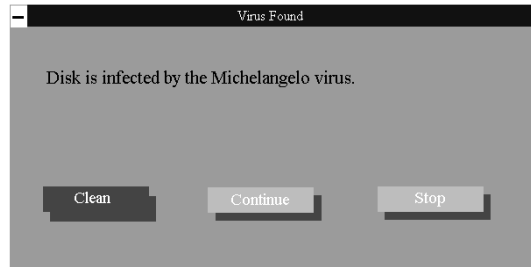 Virus Found
Disk is infected by the Michelangelo virus.
Clean
Continue
Stop